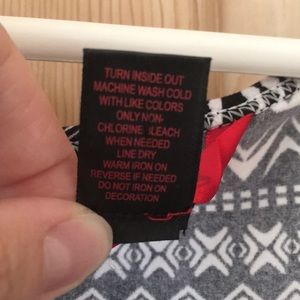 TURN INSIDE OUT
MACHINE WASH COLD
WITH LIKE COLORS
ONLY NON-
CHLORINE BLEACH
WHEN NEEDED
LINE DRY
WARM IRON ON
REVERSE IF NEEDED
DO NOT IRON ON
DECORATION